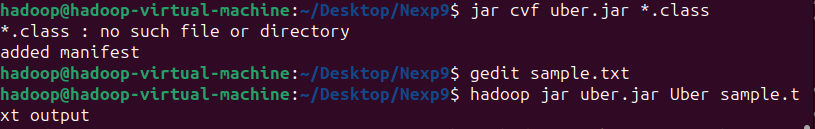 hadoop@hadoop-virtual-machine:~/Desktop/Nexp9$ jar cvf uber.jar *.class
*.class : no such file or directory
added manifest
hadoop@hadoop-virtual-machine:~/Desktop/Nexp9$ gedit sample.txt
hadoop@hadoop-virtual-machine:~/Desktop/Nexp9$ hadoop jar uber.jar Uber sample.t
xt output